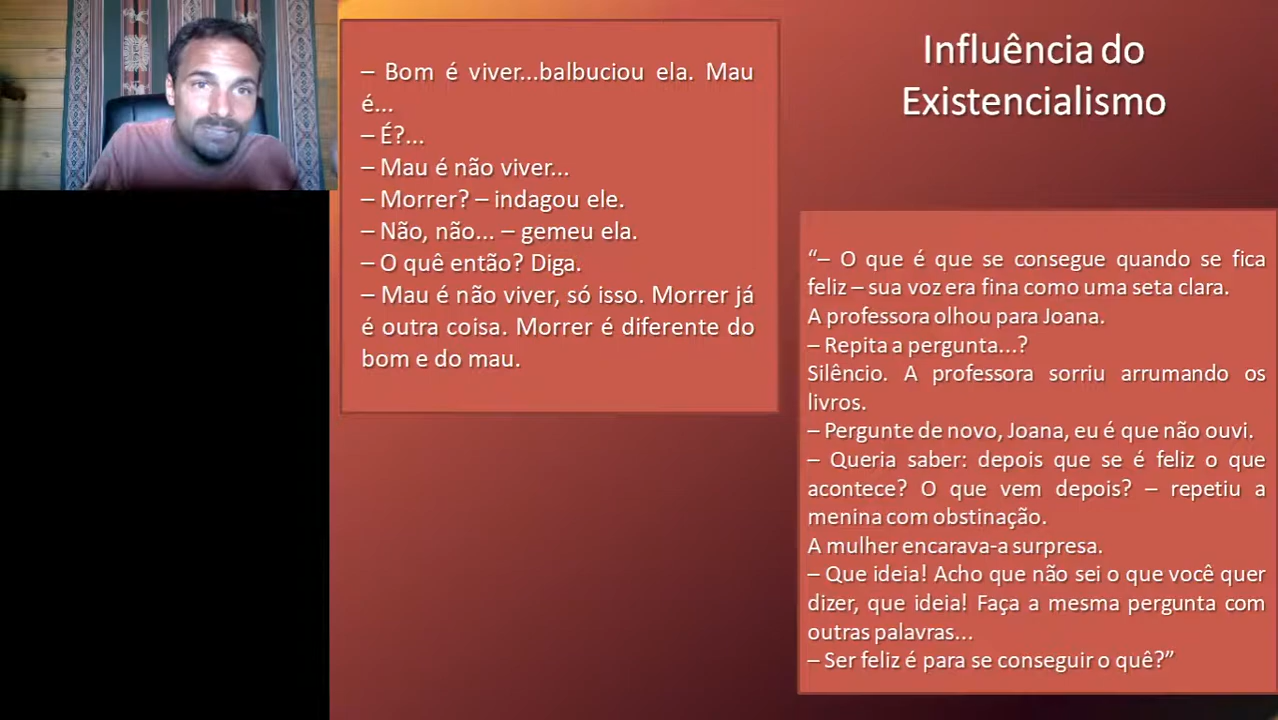 – Bom é viver...balbuciou ela. Mau
é...
– É?...
– Mau é não viver...
– Morrer? – indagou ele.
– Não, não... – gemeu ela.
– O quê então? Diga.
– Mau é não viver, só isso. Morrer já
é outra coisa. Morrer é diferente do
bom e do mau.
Influência do
Existencialismo
“– O que é que se consegue quando se fica
feliz – sua voz era fina como uma seta clara.
A professora olhou para Joana.
– Repita a pergunta...?
Silêncio. A professora sorriu arrumando os
livros.
– Pergunte de novo, Joana, eu é que não ouvi.
– Queria saber: depois que se é feliz o que
acontece? O que vem depois? – repetiu a
menina com obstinação.
A mulher encarava-a surpresa.
– Que ideia! Acho que não sei o que você quer
dizer, que ideia! Faça a mesma pergunta com
outras palavras...
– Ser feliz é para se conseguir o quê?”